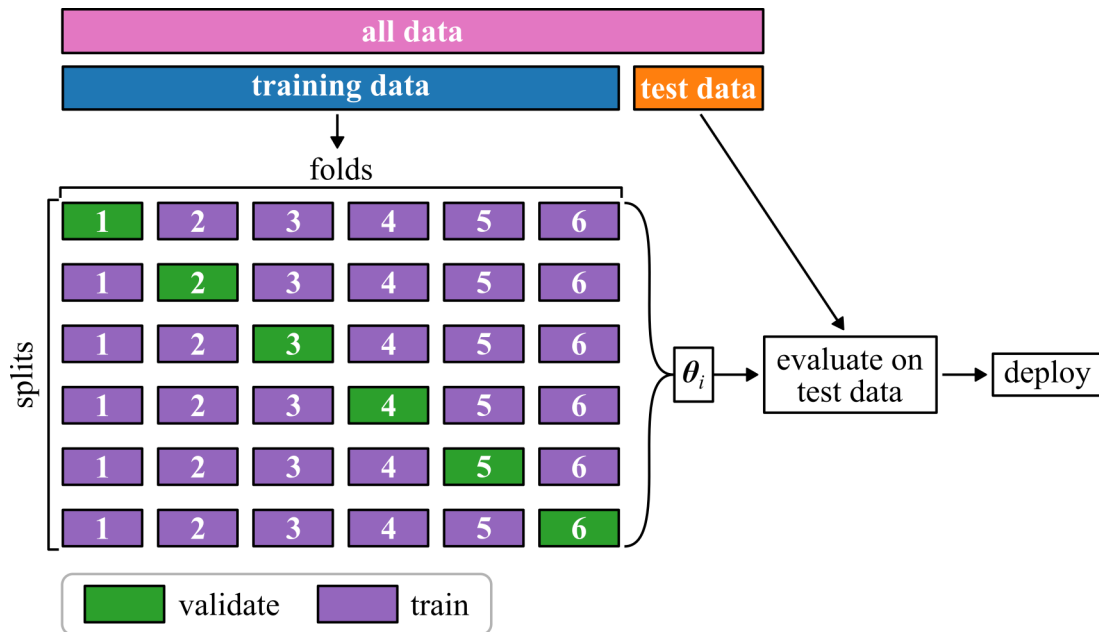 all data
training data test data
folds
splits
1 2 3 4 5 6
1 2 3 4 5 6
1 2 3 4 5 6
1 2 3 4 5 6
1 2 3 4 5 6
1 2 3 4 5 6
θi
evaluate on
test data
deploy
validate train